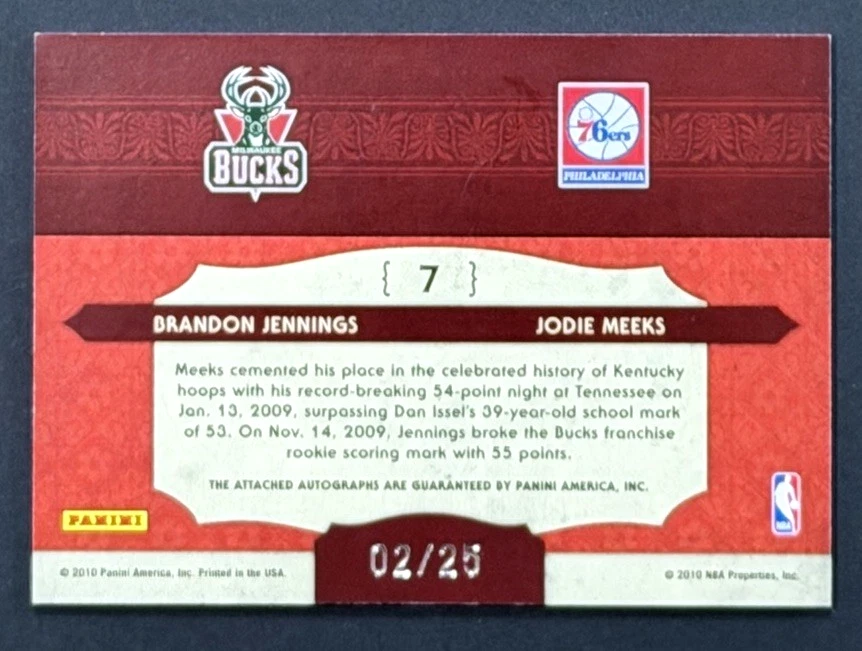 MILWAUKEE
BUCKS
76ers
PHILADELPHIA
{ 7 }
BRANDON JENNINGS
JODIE MEEKS
Meeks cemented his place in the celebrated history of Kentucky
hoops with his record-breaking 54-point night at Tennessee on
Jan. 13, 2009, surpassing Dan Issel's 39-year-old school mark
of 53. On Nov. 14, 2009, Jennings broke the Bucks franchise
rookie scoring mark with 55 points.
THE ATTACHED AUTOGRAPHS ARE GUARANTEED BY PANINI AMERICA, INC.
PANINI
NBA
02/25
© 2010 Panini America, Inc. Printed in the USA.
© 2010 NBA Properties, Inc.